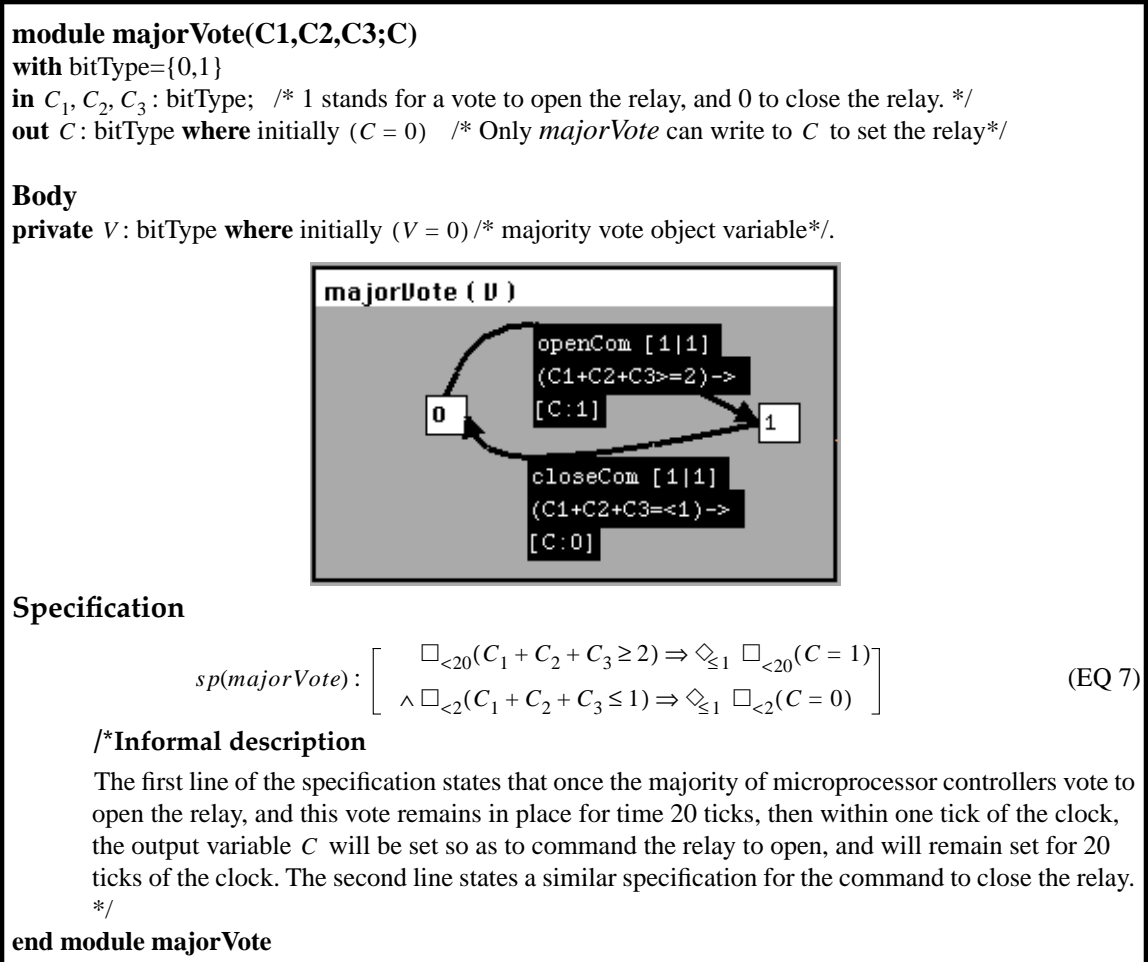 module majorVote(C1,C2,C3;C)
with bitType={0,1}
in C₁, C₂, C₃ : bitType; /* 1 stands for a vote to open the relay, and 0 to close the relay. */
out C : bitType where initially (C = 0) /* Only majorVote can write to C to set the relay*/
Body
private V : bitType where initially (V = 0) /* majority vote object variable*/.
majorVote ( V )
openCom [1|1]
(C1+C2+C3>=2)->
[C:1]
0
1
closeCom [1|1]
(C1+C2+C3=<1)->
[C:0]
Specification
sp(majorVote) : [ □<20(C₁ + C₂ + C₃ ≥ 2) ⇒ ◇≤1 □<20(C = 1)
∧ □<2(C₁ + C₂ + C₃ ≤ 1) ⇒ ◇≤1 □<2(C = 0) ] (EQ 7)
/*Informal description
The first line of the specification states that once the majority of microprocessor controllers vote to
open the relay, and this vote remains in place for time 20 ticks, then within one tick of the clock,
the output variable C will be set so as to command the relay to open, and will remain set for 20
ticks of the clock. The second line states a similar specification for the command to close the relay.
*/
end module majorVote